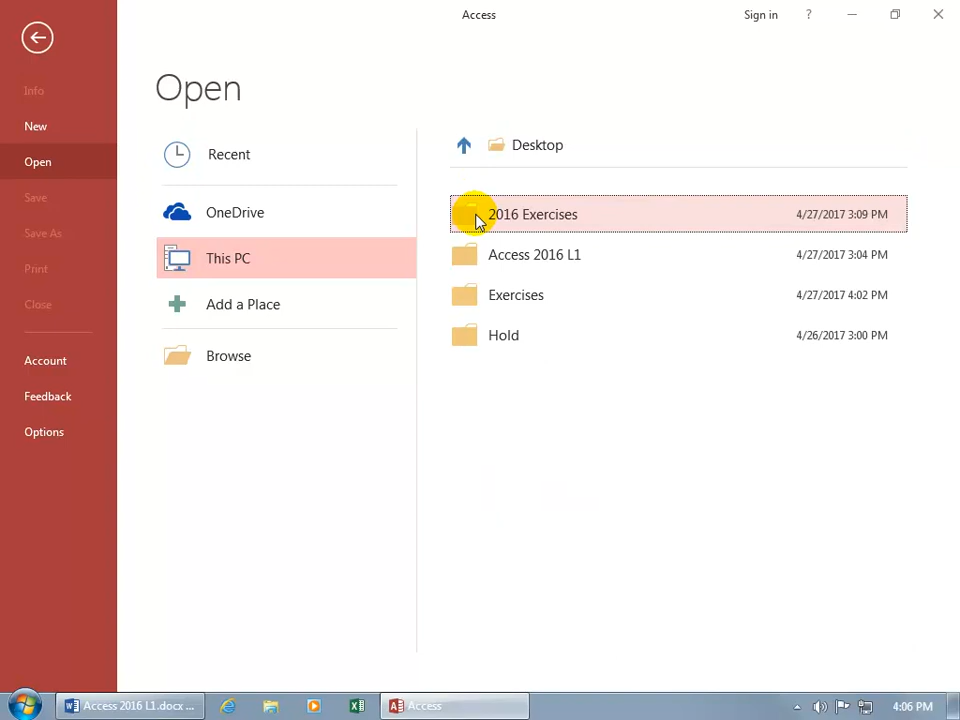 Access
Sign in
?
Info
New
Open
Save
Save As
Print
Close
Account
Feedback
Options
Open
Recent
OneDrive
This PC
Add a Place
Browse
Desktop
2016 Exercises 4/27/2017 3:09 PM
Access 2016 L1 4/27/2017 3:04 PM
Exercises 4/27/2017 4:02 PM
Hold 4/26/2017 3:00 PM
Access 2016 L1.docx ...
Access
4:06 PM